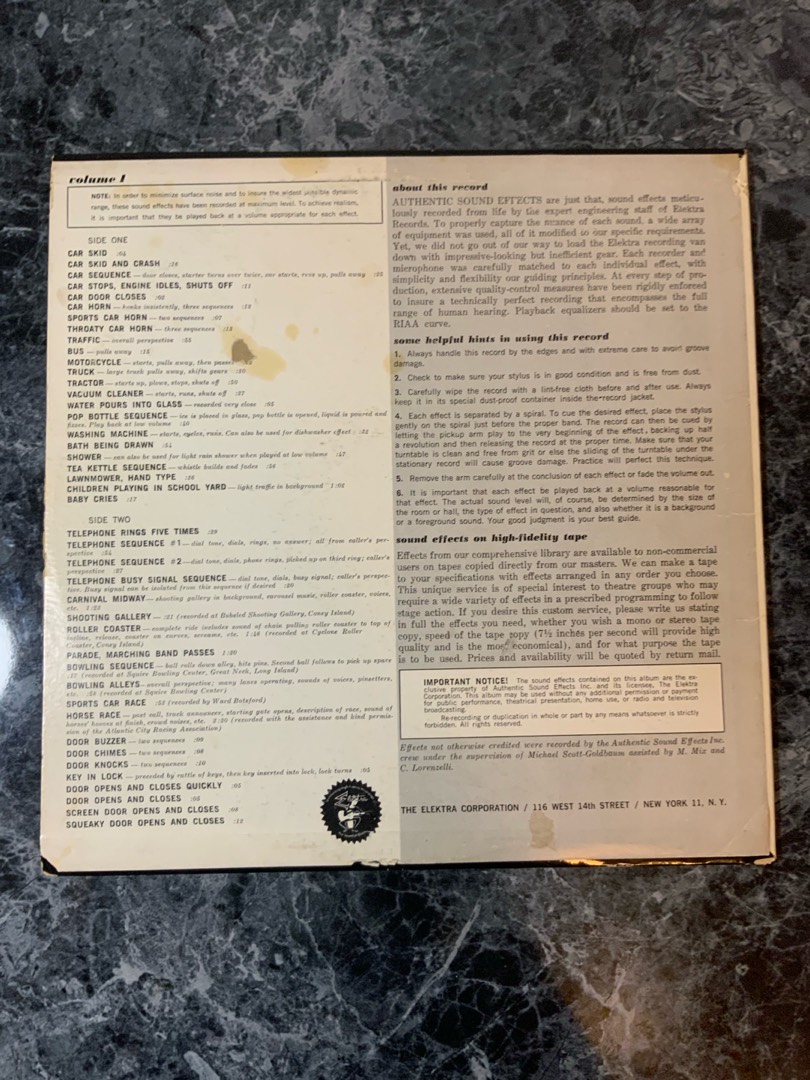 volume 1
NOTE: In order to minimize surface noise and to insure the widest possible dynamic
range, these sound effects have been recorded at maximum level. To achieve realism,
it is important that they be played back at a volume appropriate for each effect.
SIDE ONE
CAR SKID :04
CAR SKID AND CRASH
CAR SEQUENCE — door closes, starter turns over twice, car starts, revs up, pulls away
CAR STOPS, ENGINE IDLES, SHUTS OFF :11
CAR DOOR CLOSES :02
CAR HORN — honks insistently, three sequences
SPORTS CAR HORN — two sequences :07
THROATY CAR HORN — three sequences
TRAFFIC — overall perspective
BUS — pulls away
MOTORCYCLE — starts, pulls away, then passes
TRUCK — large truck pulls away, shifts gears
TRACTOR — starts up, plows, stops, shuts off
VACUUM CLEANER — starts, runs, shuts off
WATER POURS INTO GLASS — recorded very close :05
POP BOTTLE SEQUENCE — ice is placed in glass, pop bottle is opened, liquid is poured and
fizzes. Play back at low volume
WASHING MACHINE — starts, cycles, runs. Can also be used for dishwasher effect
BATH BEING DRAWN
SHOWER — can also be used for light rain shower when played at low volume
TEA KETTLE SEQUENCE — whistle builds and fades
LAWNMOWER, HAND TYPE
CHILDREN PLAYING IN SCHOOL YARD — light traffic in background
BABY CRIES :17
SIDE TWO
TELEPHONE RINGS FIVE TIMES
TELEPHONE SEQUENCE #1 — dial tone, dials, rings, no answer; all from caller's per-
spective
TELEPHONE SEQUENCE #2 — dial tone, dials, phone rings, picked up on third ring; caller's
perspective
TELEPHONE BUSY SIGNAL SEQUENCE — dial tone, dials, busy signal; caller's perspec-
tive. Busy signal can be isolated from this sequence if desired
CARNIVAL MIDWAY — shooting gallery in background, carousel music, roller coaster, voices,
etc.
SHOOTING GALLERY — (recorded at Shooting Gallery, Coney Island)
ROLLER COASTER — complete ride includes sound of chain pulling roller coaster to top of
incline, release, coaster on curves, screams, etc. (recorded at Cyclone Roller
Coaster, Coney Island)
PARADE, MARCHING BAND PASSES
BOWLING SEQUENCE — ball rolls down alley, hits pins. Second ball follows to pick up spare
(recorded at Squire Bowling Center, Great Neck, Long Island)
BOWLING ALLEYS — overall perspective; many lanes operating, sounds of voices, pinsetters,
etc. (recorded at Squire Bowling Center)
SPORTS CAR RACE (recorded by Ward Botsford)
HORSE RACE — post call, track announcer, starting gate opens, description of race, sound of
horses' hooves at finish, crowd noises, etc. (recorded with the assistance and kind permis-
sion of the Atlantic City Racing Association)
DOOR BUZZER — two sequences
DOOR CHIMES — two sequences
DOOR KNOCKS — two sequences
KEY IN LOCK — preceded by rattle of keys, then key inserted into lock, lock turns
DOOR OPENS AND CLOSES QUICKLY :05
DOOR OPENS AND CLOSES
SCREEN DOOR OPENS AND CLOSES
SQUEAKY DOOR OPENS AND CLOSES
about this record
AUTHENTIC SOUND EFFECTS are just that, sound effects meticu-
lously recorded from life by the expert engineering staff of Elektra
Records. To properly capture the nuance of each sound, a wide array
of equipment was used, all of it modified to our specific requirements.
Yet, we did not go out of our way to load the Elektra recording van
down with impressive-looking but inefficient gear. Each recorder and
microphone was carefully matched to each individual effect, with
simplicity and flexibility our guiding principles. At every step of pro-
duction, extensive quality-control measures have been rigidly enforced
to insure a technically perfect recording that encompasses the full
range of human hearing. Playback equalizers should be set to the
RIAA curve.
some helpful hints in using this record
1. Always handle this record by the edges and with extreme care to avoid groove
damage.
2. Check to make sure your stylus is in good condition and is free from dust.
3. Carefully wipe the record with a lint-free cloth before and after use. Always
keep it in its special dust-proof container inside the record jacket.
4. Each effect is separated by a spiral. To cue the desired effect, place the stylus
gently on the spiral just before the proper band. The record can then be cued by
letting the pickup arm play to the very beginning of the effect, backing up half
a revolution and then releasing the record at the proper time. Make sure that your
turntable is clean and free from grit or else the sliding of the turntable under the
stationary record will cause groove damage. Practice will perfect this technique.
5. Remove the arm carefully at the conclusion of each effect or fade the volume out.
6. It is important that each effect be played back at a volume reasonable for
that effect. The actual sound level will, of course, be determined by the size of
the room or hall, the type of effect in question, and also whether it is a background
or a foreground sound. Your good judgment is your best guide.
sound effects on high-fidelity tape
Effects from our comprehensive library are available to non-commercial
users on tapes copied directly from our masters. We can make a tape
to your specifications with effects arranged in any order you choose.
This unique service is of special interest to theatre groups who may
require a wide variety of effects in a prescribed programming to follow
stage action. If you desire this custom service, please write us stating
in full the effects you need, whether you wish a mono or stereo tape
copy, speed of the tape copy (7½ inches per second will provide high
quality and is the most economical), and for what purpose the tape
is to be used. Prices and availability will be quoted by return mail.
IMPORTANT NOTICE! The sound effects contained on this album are the ex-
clusive property of Authentic Sound Effects Inc. and its licensee, The Elektra
Corporation. This album may be used without any additional permission or payment
for public performance, theatrical presentation, home use, or radio and television
broadcasting.
Re-recording or duplication in whole or part by any means whatsoever is strictly
forbidden. All rights reserved.
Effects not otherwise credited were recorded by the Authentic Sound Effects Inc.
crew under the supervision of Michael Scott-Goldbaum assisted by M. Miz and
C. Lorenzelli.
THE ELEKTRA CORPORATION / 116 WEST 14th STREET / NEW YORK 11, N. Y.